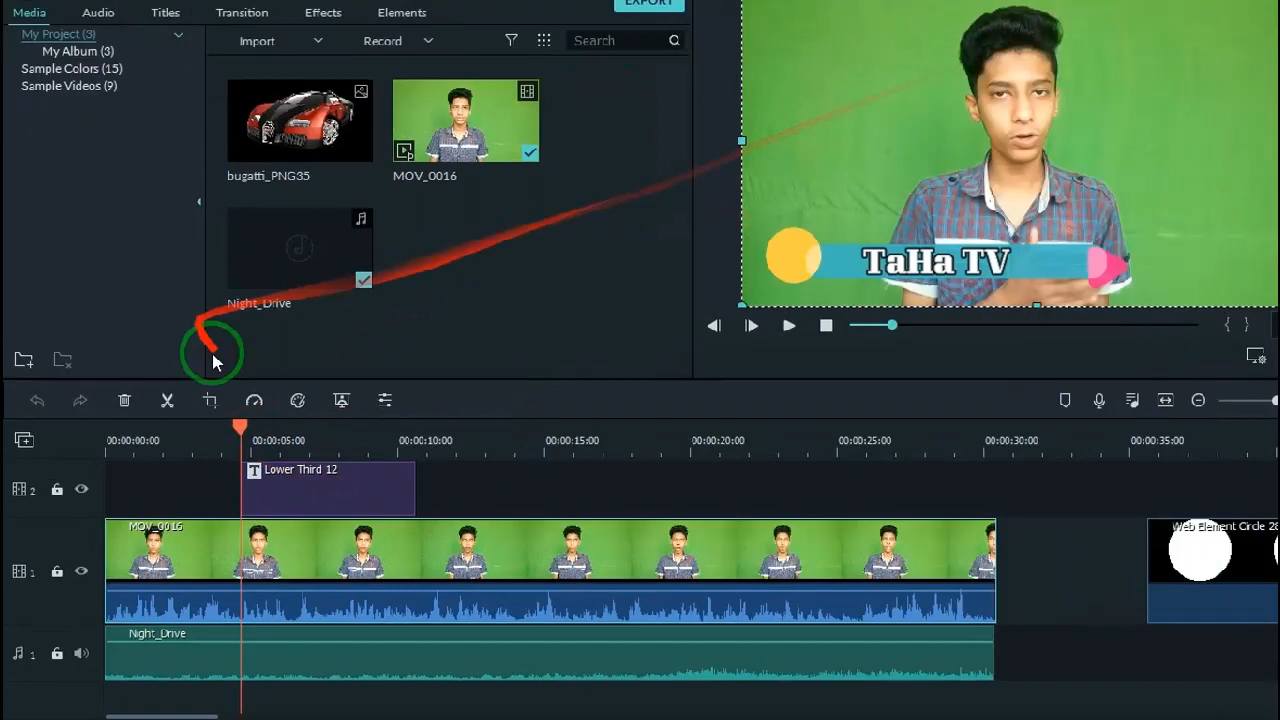 Media Audio Titles Transition Effects Elements EXPORT
My Project (3)
My Album (3)
Sample Colors (15)
Sample Videos (9)
Import Record Search
bugatti_PNG35 MOV_0016
Night_Drive
TaHa TV
00:00:00:00 00:00:05:00 00:00:10:00 00:00:15:00 00:00:20:00 00:00:25:00 00:00:30:00 00:00:35:00
2 T Lower Third 12
MOV_0016 Web Element Circle 28
1
Night_Drive
1